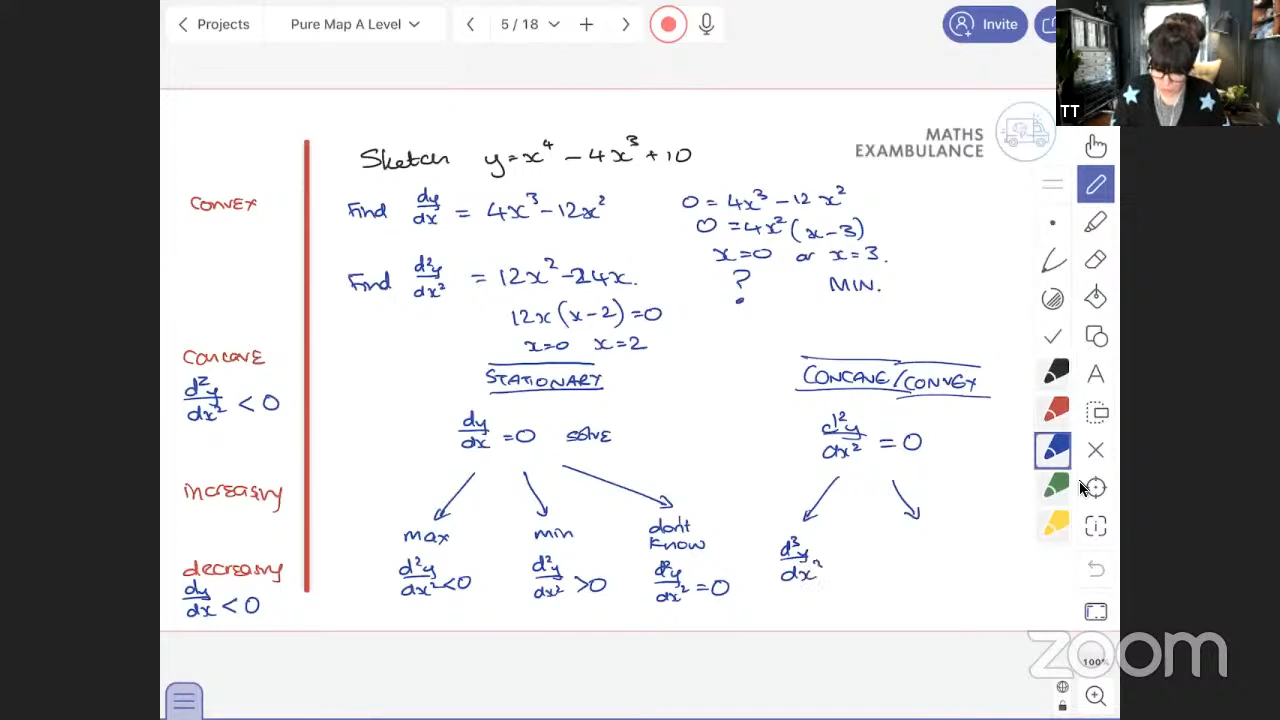 Projects
Pure Map A Level
5 / 18
Invite
TT
MATHS
EXAMBULANCE
Sketch y = x⁴ - 4x³ + 10
CONVEX
Find dy/dx = 4x³ - 12x²
0 = 4x³ - 12x²
0 = 4x²(x - 3)
x = 0 or x = 3.
? MIN.
Find d²y/dx² = 12x² - 24x.
12x(x - 2) = 0
x = 0 x = 2
CONCAVE
d²y/dx² < 0
increasing
decreasing
dy/dx < 0
STATIONARY
dy/dx = 0 solve
max
d²y/dx² < 0
min
d²y/dx² > 0
don't
know
d²y/dx² = 0
CONCAVE/CONVEX
d²y/dx² = 0
d³y/dx²
A
zoom
100%